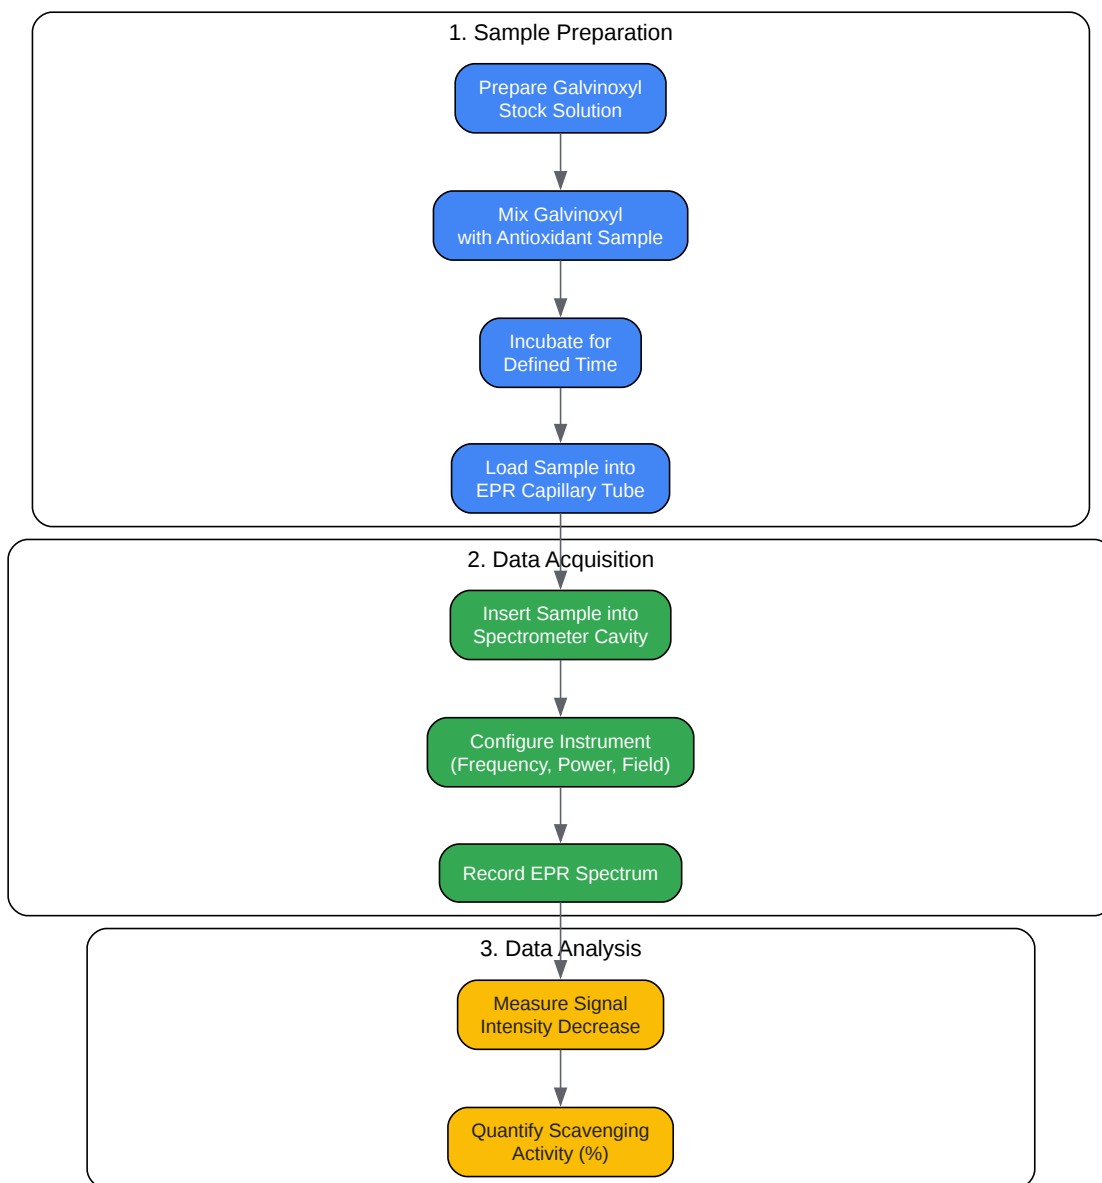 1. Sample Preparation
Prepare Galvinoxyl
Stock Solution
Mix Galvinoxyl
with Antioxidant Sample
Incubate for
Defined Time
Load Sample into
EPR Capillary Tube
2. Data Acquisition
Insert Sample into
Spectrometer Cavity
Configure Instrument
(Frequency, Power, Field)
Record EPR Spectrum
3. Data Analysis
Measure Signal
Intensity Decrease
Quantify Scavenging
Activity (%)